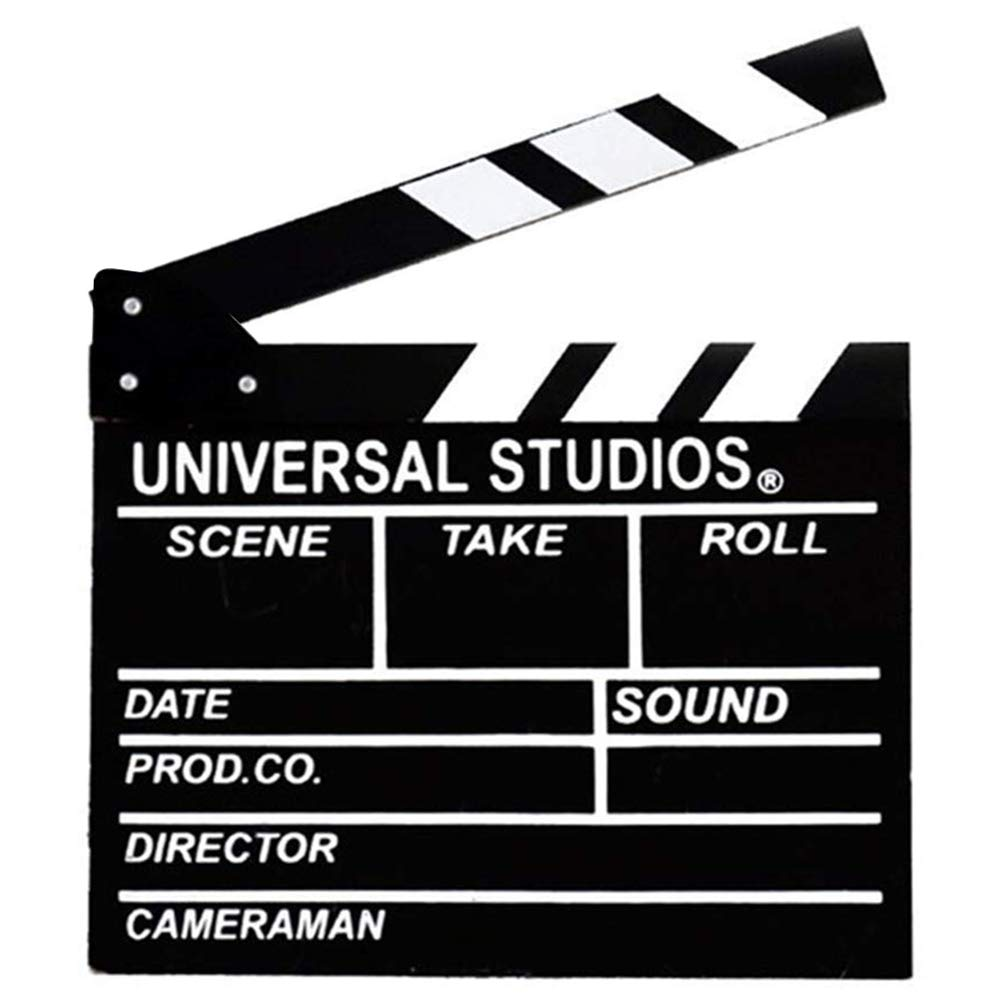 UNIVERSAL STUDIOS®
SCENE TAKE ROLL
DATE SOUND
PROD.CO.
DIRECTOR
CAMERAMAN